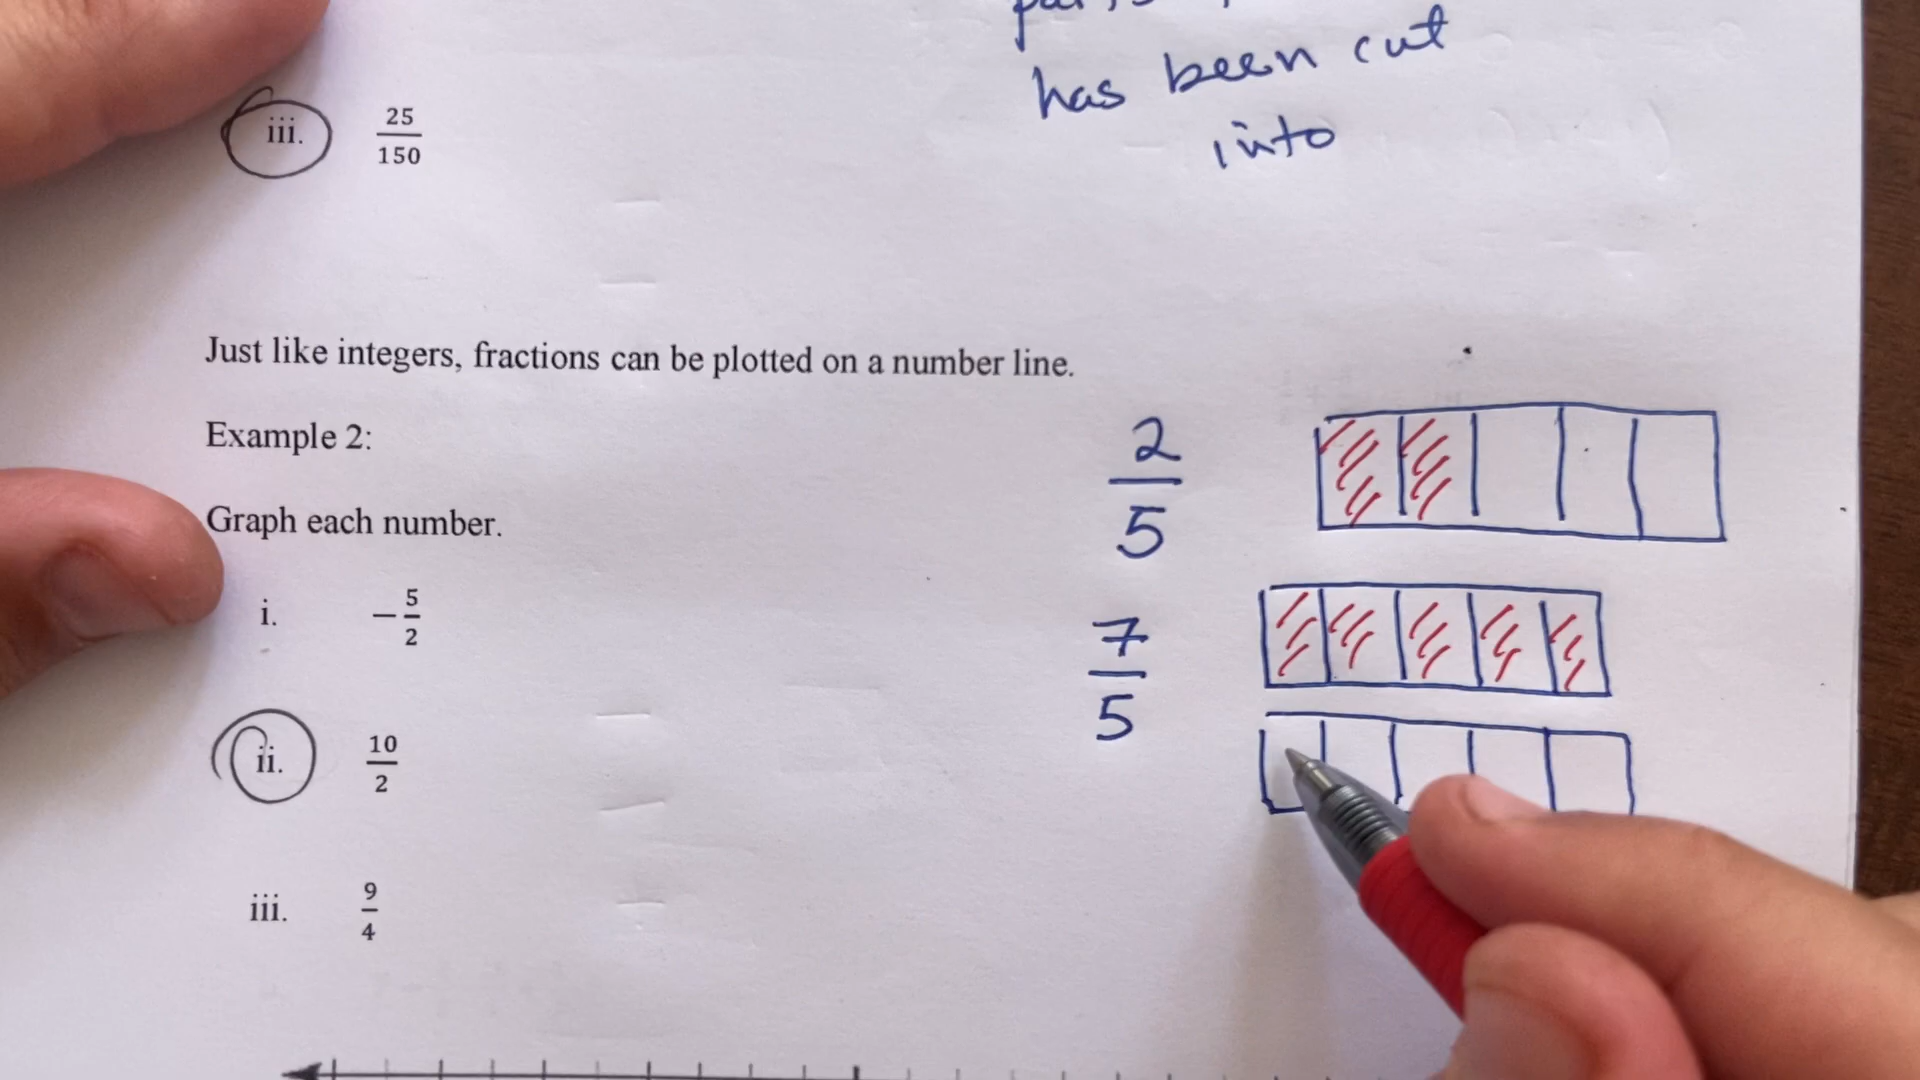 has been cut
into
iii. 25/150
Just like integers, fractions can be plotted on a number line.
Example 2:
Graph each number.
i. −5/2
ii. 10/2
iii. 9/4
2/5
7/5